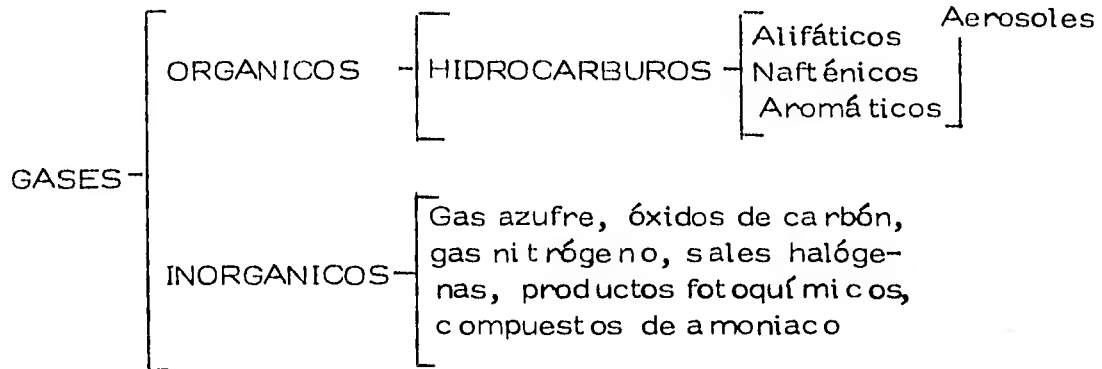 Aerosoles
Alifáticos
ORGANICOS
HIDROCARBUROS
Nafténicos
Aromáticos
GASES
Gas azufre, óxidos de carbón,
gas nitrógeno, sales halóge-
INORGANICOS
nas, productos fotoquímicos,
compuestos de amoniaco